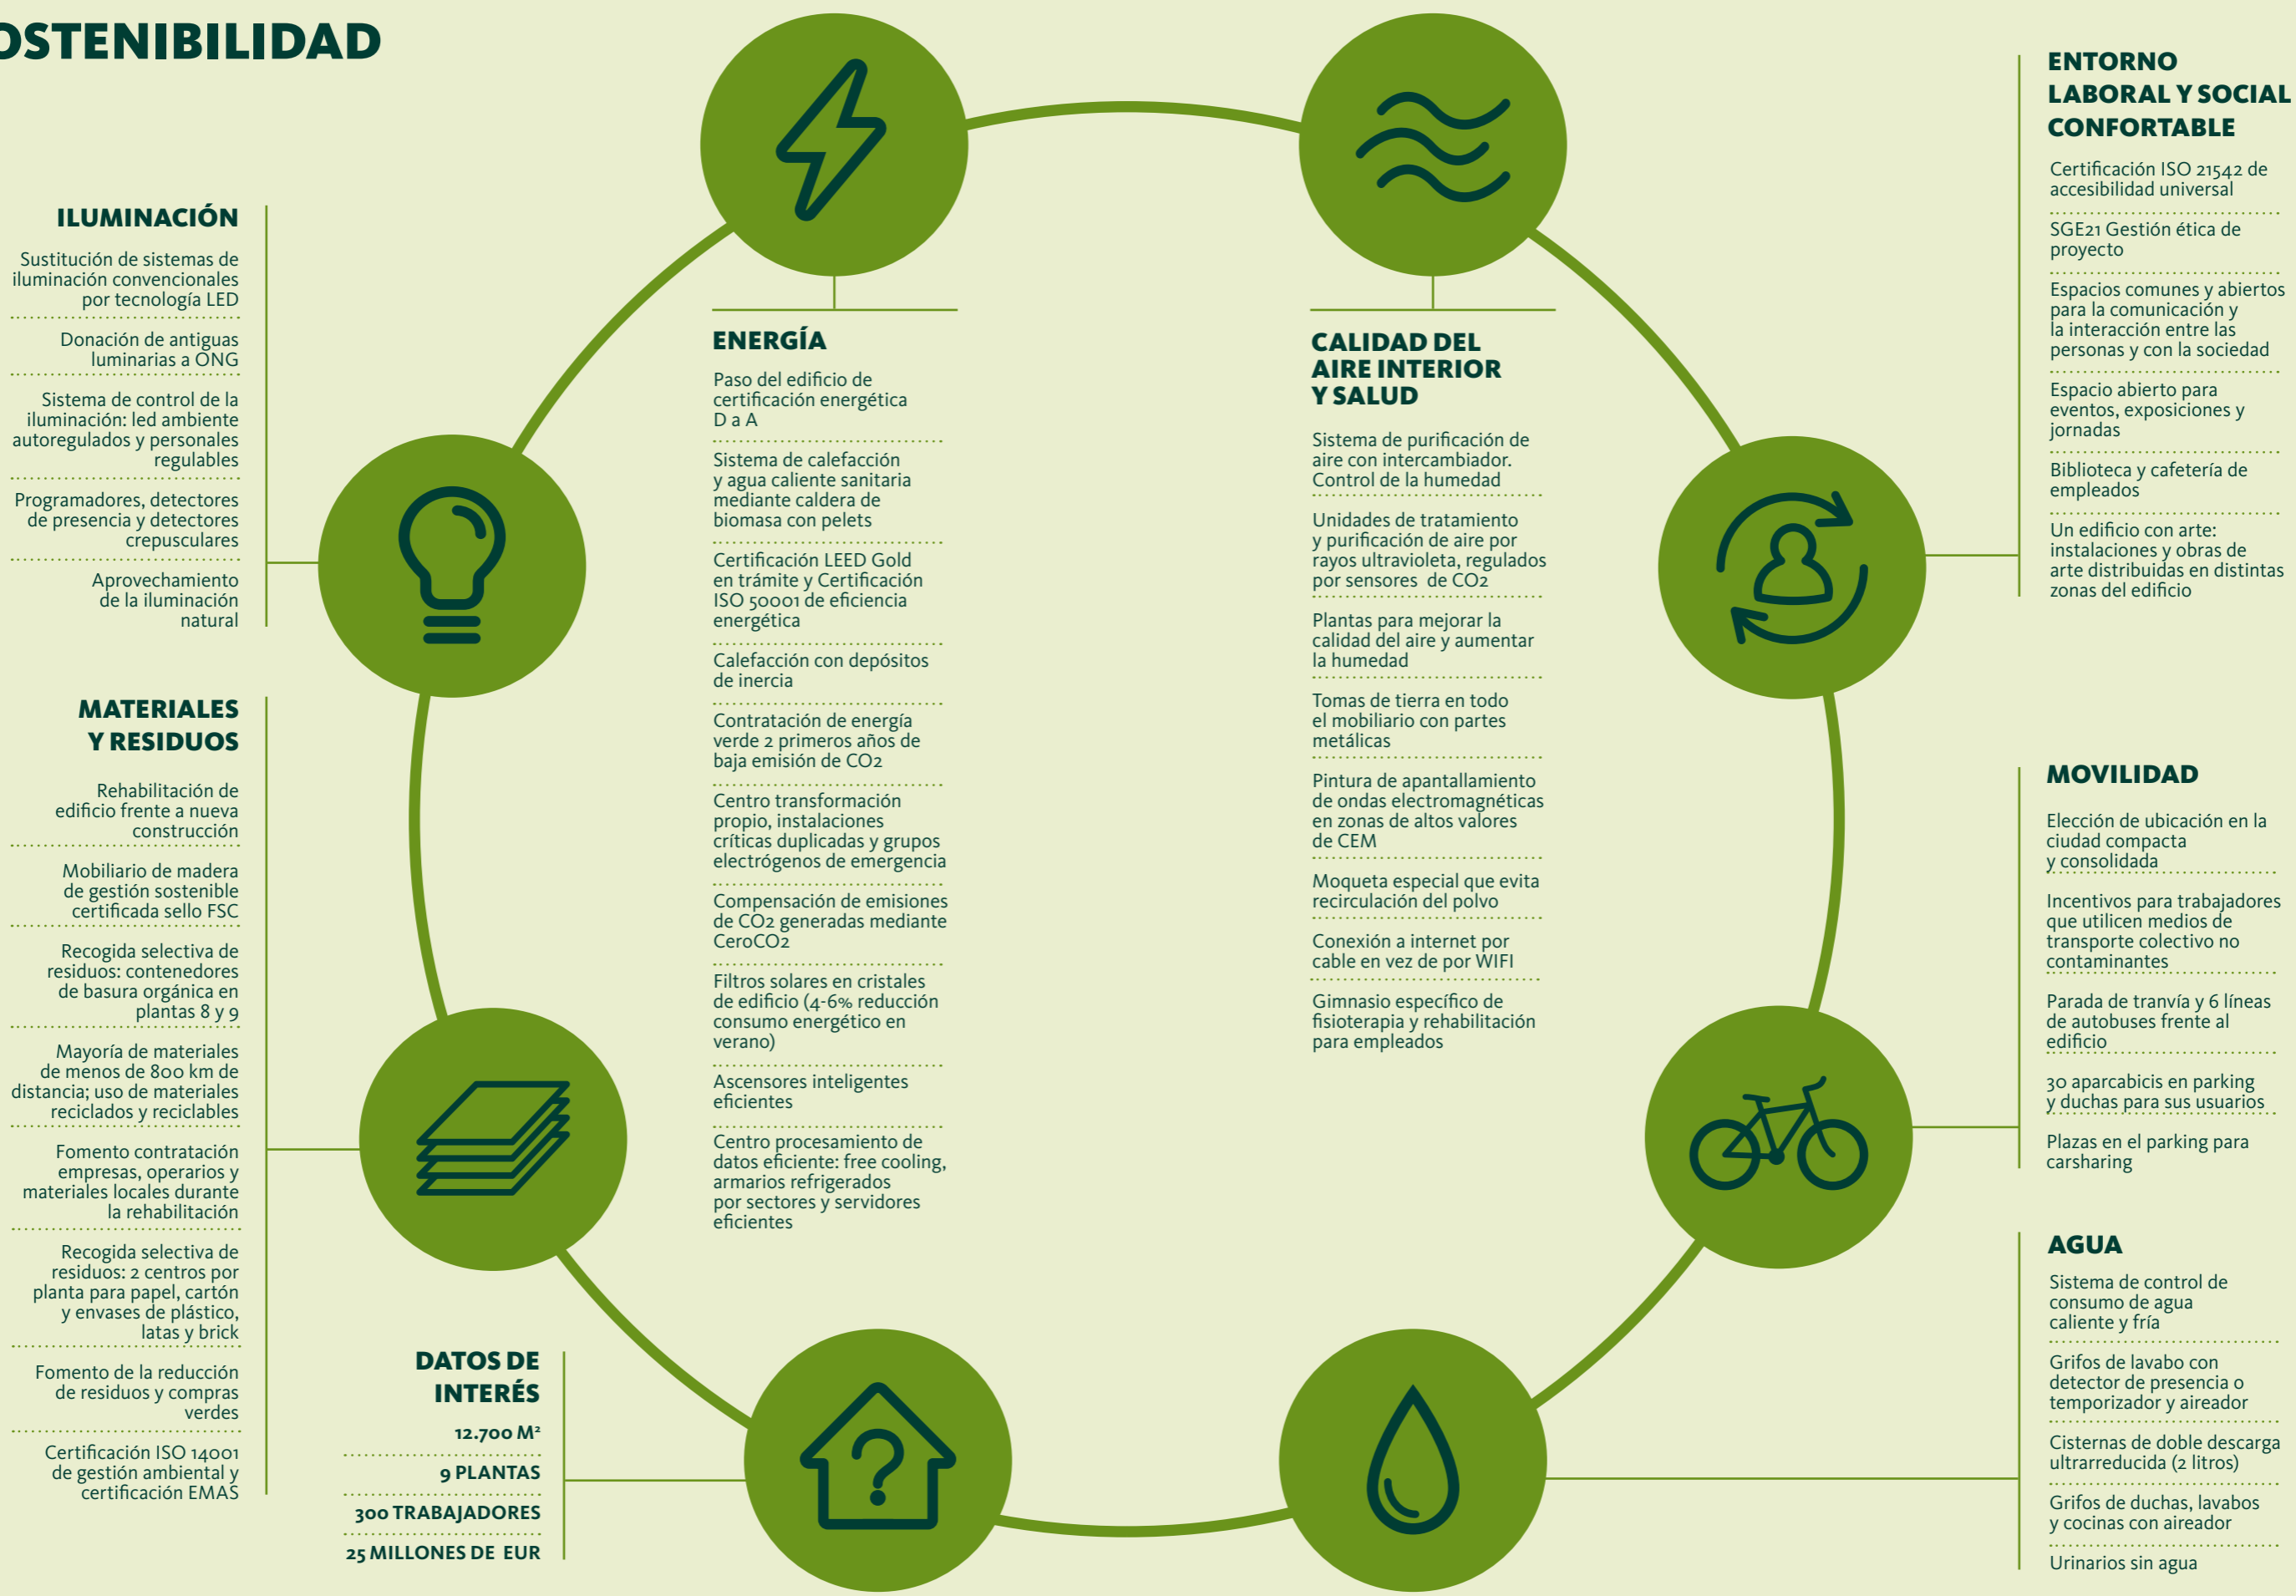 OSTENIBILIDAD
ILUMINACIÓN
Sustitución de sistemas de
iluminación convencionales
por tecnología LED
Donación de antiguas
luminarias a ONG
Sistema de control de la
iluminación: led ambiente
autoregulados y personales
regulables
Programadores, detectores
de presencia y detectores
crepusculares
Aprovechamiento
de la iluminación
natural
MATERIALES
Y RESIDUOS
Rehabilitación de
edificio frente a nueva
construcción
Mobiliario de madera
de gestión sostenible
certificada sello FSC
Recogida selectiva de
residuos: contenedores
de basura orgánica en
plantas 8 y 9
Mayoría de materiales
de menos de 800 km de
distancia; uso de materiales
reciclados y reciclables
Fomento contratación
empresas, operarios y
materiales locales durante
la rehabilitación
Recogida selectiva de
residuos: 2 centros por
planta para papel, cartón
y envases de plástico,
latas y brick
Fomento de la reducción
de residuos y compras
verdes
Certificación ISO 14001
de gestión ambiental y
certificación EMAS
DATOS DE
INTERÉS
12.700 M²
9 PLANTAS
300 TRABAJADORES
25 MILLONES DE EUR
ENERGÍA
Paso del edificio de
certificación energética
D a A
Sistema de calefacción
y agua caliente sanitaria
mediante caldera de
biomasa con pelets
Certificación LEED Gold
en trámite y Certificación
ISO 50001 de eficiencia
energética
Calefacción con depósitos
de inercia
Contratación de energía
verde 2 primeros años de
baja emisión de CO2
Centro transformación
propio, instalaciones
críticas duplicadas y grupos
electrógenos de emergencia
Compensación de emisiones
de CO2 generadas mediante
CeroCO2
Filtros solares en cristales
de edificio (4-6% reducción
consumo energético en
verano)
Ascensores inteligentes
eficientes
Centro procesamiento de
datos eficiente: free cooling,
armarios refrigerados
por sectores y servidores
eficientes
CALIDAD DEL
AIRE INTERIOR
Y SALUD
Sistema de purificación de
aire con intercambiador.
Control de la humedad
Unidades de tratamiento
y purificación de aire por
rayos ultravioleta, regulados
por sensores de CO2
Plantas para mejorar la
calidad del aire y aumentar
la humedad
Tomas de tierra en todo
el mobiliario con partes
metálicas
Pintura de apantallamiento
de ondas electromagnéticas
en zonas de altos valores
de CEM
Moqueta especial que evita
recirculación del polvo
Conexión a internet por
cable en vez de por WIFI
Gimnasio específico de
fisioterapia y rehabilitación
para empleados
ENTORNO
LABORAL Y SOCIAL
CONFORTABLE
Certificación ISO 21542 de
accesibilidad universal
SGE21 Gestión ética de
proyecto
Espacios comunes y abiertos
para la comunicación y
la interacción entre las
personas y con la sociedad
Espacio abierto para
eventos, exposiciones y
jornadas
Biblioteca y cafetería de
empleados
Un edificio con arte:
instalaciones y obras de
arte distribuidas en distintas
zonas del edificio
MOVILIDAD
Elección de ubicación en la
ciudad compacta
y consolidada
Incentivos para trabajadores
que utilicen medios de
transporte colectivo no
contaminantes
Parada de tranvía y 6 líneas
de autobuses frente al
edificio
30 aparcabicis en parking
y duchas para sus usuarios
Plazas en el parking para
carsharing
AGUA
Sistema de control de
consumo de agua
caliente y fría
Grifos de lavabo con
detector de presencia o
temporizador y aireador
Cisternas de doble descarga
ultrarreducida (2 litros)
Grifos de duchas, lavabos
y cocinas con aireador
Urinarios sin agua
?